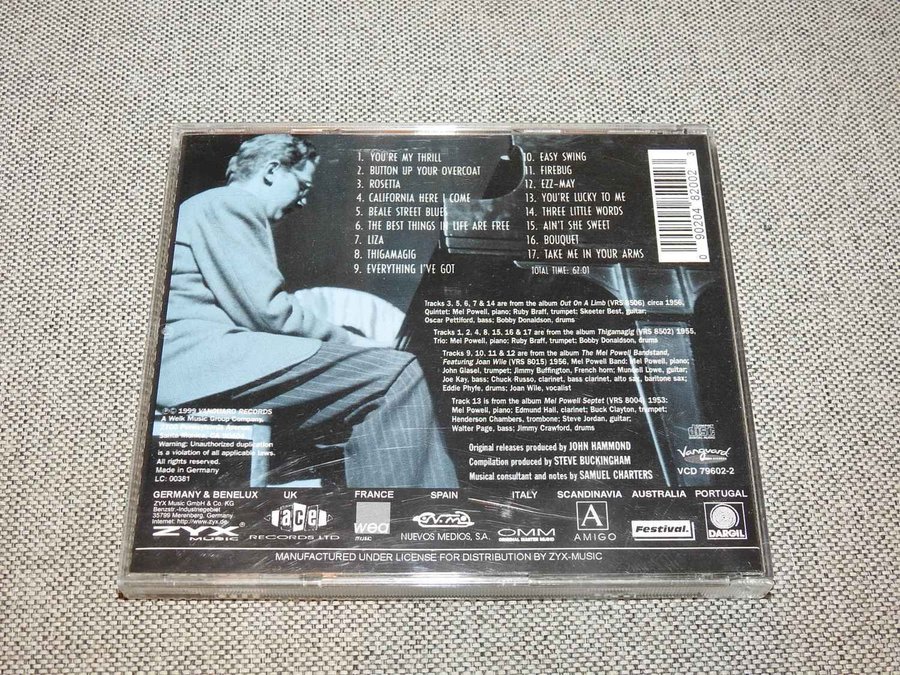 1. YOU'RE MY THRILL
2. BUTTON UP YOUR OVERCOAT
3. ROSETTA
4. CALIFORNIA HERE I COME
5. BEALE STREET BLUES
6. THE BEST THINGS IN LIFE ARE FREE
7. LIZA
8. THIGAMAGIG
9. EVERYTHING I'VE GOT
10. EASY SWING
11. FIREBUG
12. EZZ-MAY
13. YOU'RE LUCKY TO ME
14. THREE LITTLE WORDS
15. AIN'T SHE SWEET
16. BOUQUET
17. TAKE ME IN YOUR ARMS
TOTAL TIME: 62:01
0 90204 82002 3
Tracks 3, 5, 6, 7 & 14 are from the album Out On A Limb (VRS 8506) circa 1956,
Quintet: Mel Powell, piano; Ruby Braff, trumpet; Skeeter Best, guitar;
Oscar Pettiford, bass; Bobby Donaldson, drums
Tracks 1, 2, 4, 8, 15, 16 & 17 are from the album Thigamagig (VRS 8502) 1955,
Trio: Mel Powell, piano; Ruby Braff, trumpet; Bobby Donaldson, drums
Tracks 9, 10, 11 & 12 are from the album The Mel Powell Bandstand,
Featuring Joan Wile (VRS 8015) 1956, Mel Powell Band: Mel Powell, piano;
John Glasel, trumpet; Jimmy Buffington, French horn; Mundell Lowe, guitar;
Joe Kay, bass; Chuck Russo, clarinet, bass clarinet, alto sax, baritone sax;
Eddie Phyfe, drums; Joan Wile, vocalist
Track 13 is from the album Mel Powell Septet (VRS 8004) 1953:
Mel Powell, piano; Edmund Hall, clarinet; Buck Clayton, trumpet;
Henderson Chambers, trombone; Steve Jordan, guitar;
Walter Page, bass; Jimmy Crawford, drums
Original releases produced by JOHN HAMMOND
Compilation produced by STEVE BUCKINGHAM
Musical consultant and notes by SAMUEL CHARTERS
℗© 1999 VANGUARD RECORDS
A Welk Music Group Company,
Warning: Unauthorized duplication
is a violation of all applicable laws.
All rights reserved.
Made in Germany
LC: 00381
disc
Vanguard
VCD 79602-2
GERMANY & BENELUX
ZYX Music GmbH & Co. KG
Benzstr.-Industriegebiet
35799 Merenberg, Germany.
Internet: http://www.zyx.de
ZYX
MUSIC
UK
ace
RECORDS LTD
FRANCE
wea
music
SPAIN
NUEVOS MEDIOS, S.A.
ITALY
OMM
SCANDINAVIA
A
AMIGO
AUSTRALIA
Festival.
PORTUGAL
DARGIL
MANUFACTURED UNDER LICENSE FOR DISTRIBUTION BY ZYX-MUSIC